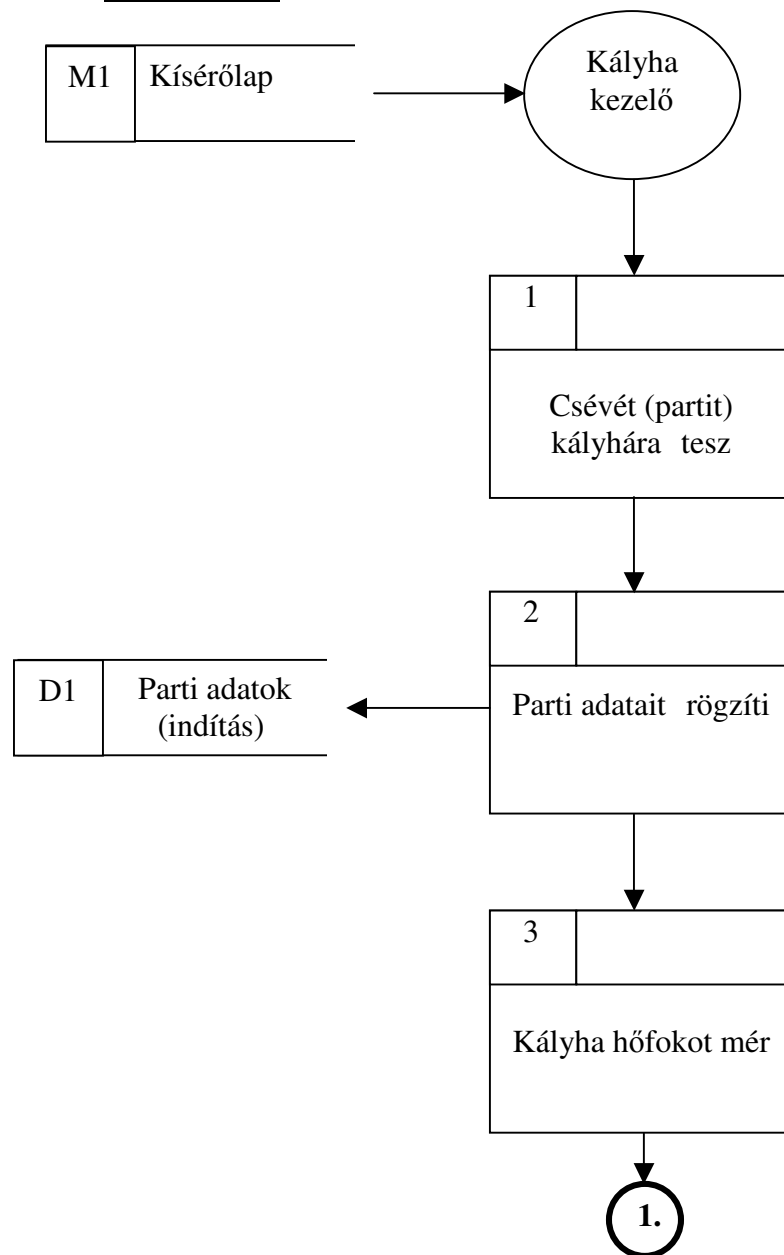 M1
Kísérőlap
Kályha
kezelő
1
Csévét (partit)
kályhára tesz
2
Parti adatait rögzíti
D1
Parti adatok
(indítás)
3
Kályha hőfokot mér
1.